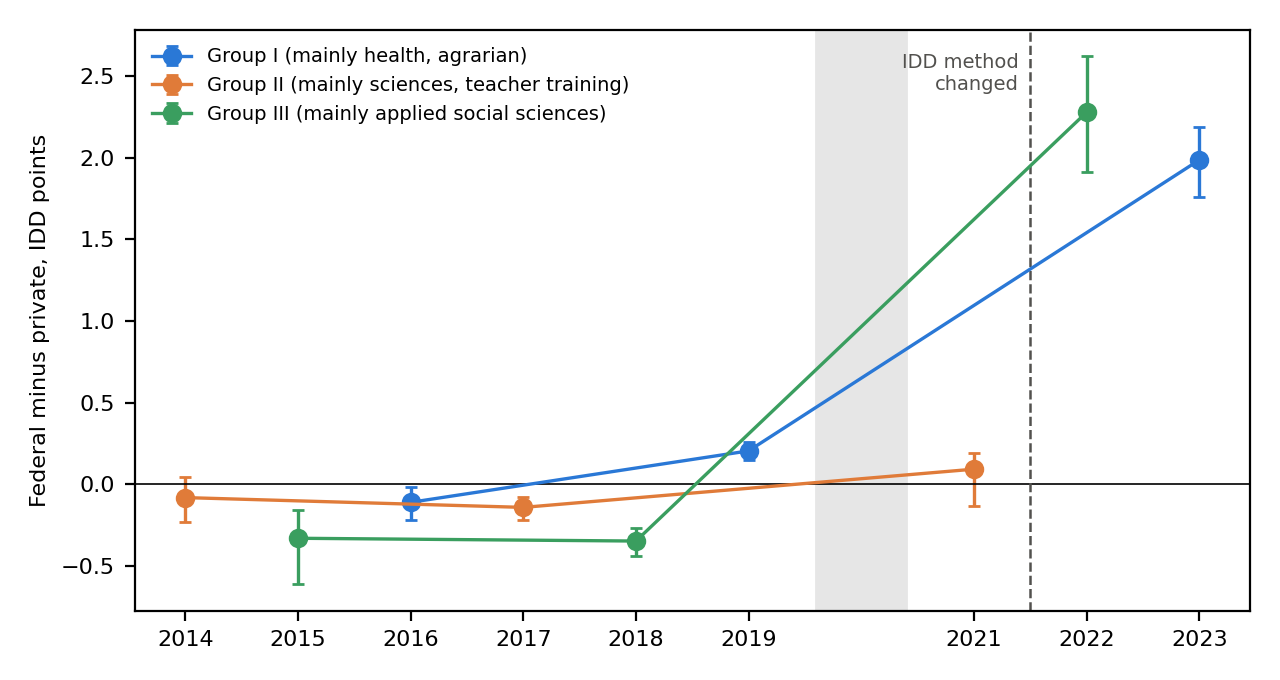 Group I (mainly health, agrarian)
Group II (mainly sciences, teacher training)
Group III (mainly applied social sciences)
IDD method
changed
Federal minus private, IDD points
2.5
2.0
1.5
1.0
0.5
0.0
−0.5
2014 2015 2016 2017 2018 2019 2021 2022 2023